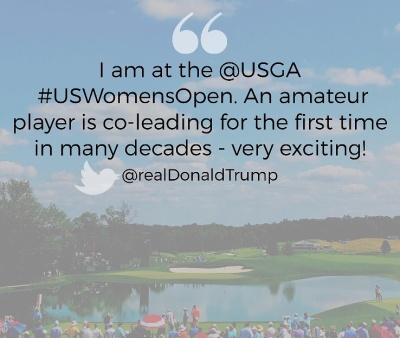 I am at the @USGA
#USWomensOpen. An amateur
player is co-leading for the first time
in many decades - very exciting!
@realDonaldTrump